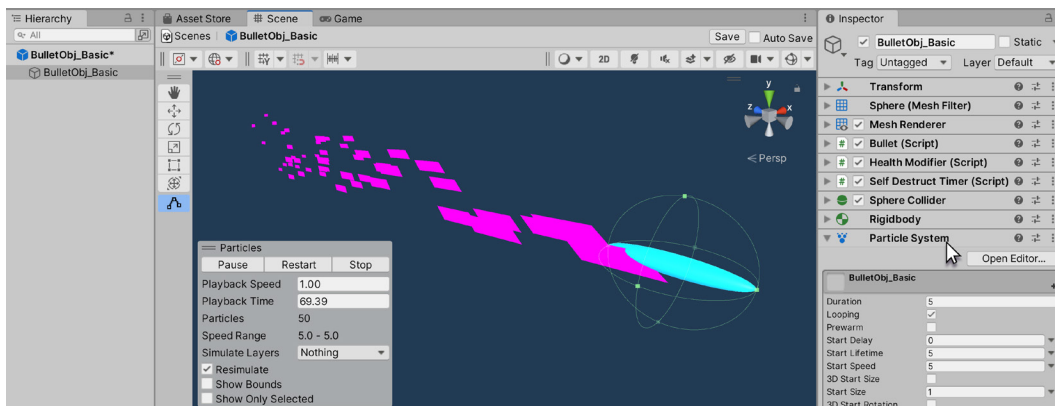 Hierarchy
All
BulletObj_Basic*
BulletObj_Basic
Asset Store
Scene
Game
Scenes
BulletObj_Basic
Save
Auto Save
2D
y
z
x
Persp
Particles
Pause
Restart
Stop
Playback Speed 1.00
Playback Time 69.39
Particles 50
Speed Range 5.0 - 5.0
Simulate Layers Nothing
Resimulate
Show Bounds
Show Only Selected
Inspector
BulletObj_Basic
Static
Tag Untagged
Layer Default
Transform
Sphere (Mesh Filter)
Mesh Renderer
Bullet (Script)
Health Modifier (Script)
Self Destruct Timer (Script)
Sphere Collider
Rigidbody
Particle System
Open Editor...
BulletObj_Basic
Duration 5
Looping
Prewarm
Start Delay 0
Start Lifetime 5
Start Speed 5
3D Start Size
Start Size 1
3D Start Rotation